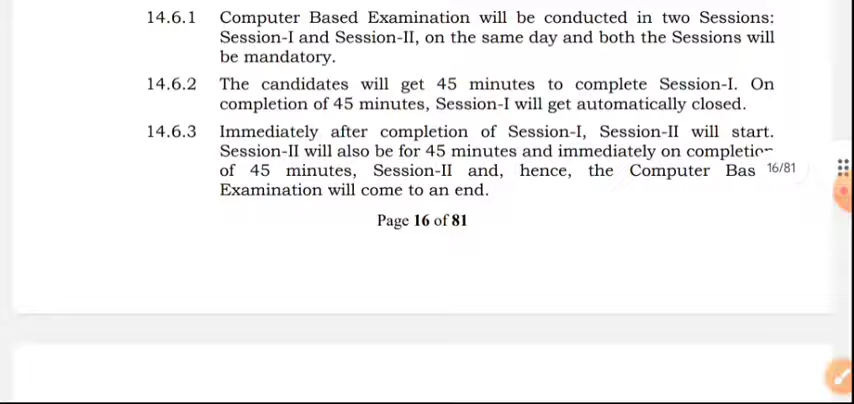 14.6.1 Computer Based Examination will be conducted in two Sessions:
Session-I and Session-II, on the same day and both the Sessions will
be mandatory.
14.6.2 The candidates will get 45 minutes to complete Session-I. On
completion of 45 minutes, Session-I will get automatically closed.
14.6.3 Immediately after completion of Session-I, Session-II will start.
Session-II will also be for 45 minutes and immediately on
of 45 minutes, Session-II and, hence, the Computer Bas 16/81
Examination will come to an end.
Page 16 of 81